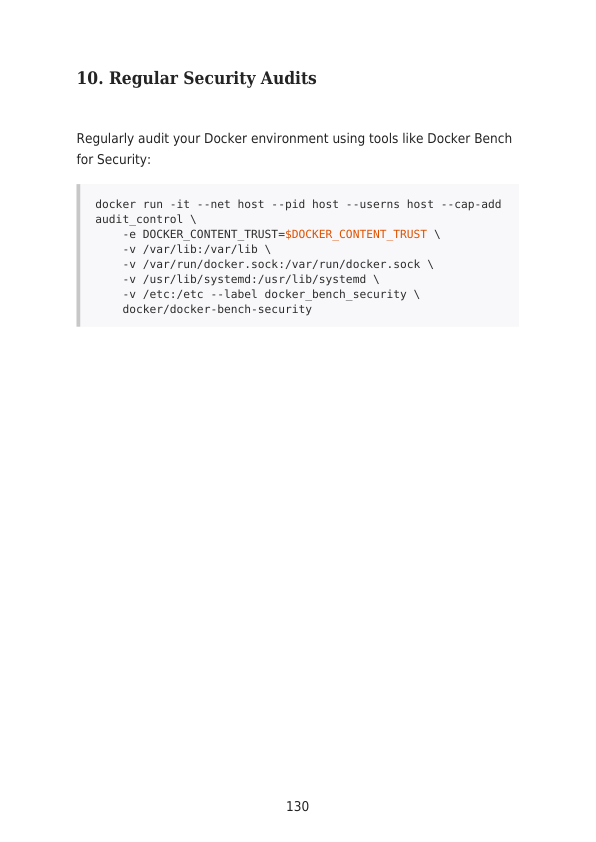 10. Regular Security Audits
Regularly audit your Docker environment using tools like Docker Bench
for Security:
docker run -it --net host --pid host --userns host --cap-add
audit_control \
    -e DOCKER_CONTENT_TRUST=$DOCKER_CONTENT_TRUST \
    -v /var/lib:/var/lib \
    -v /var/run/docker.sock:/var/run/docker.sock \
    -v /usr/lib/systemd:/usr/lib/systemd \
    -v /etc:/etc --label docker_bench_security \
    docker/docker-bench-security
130